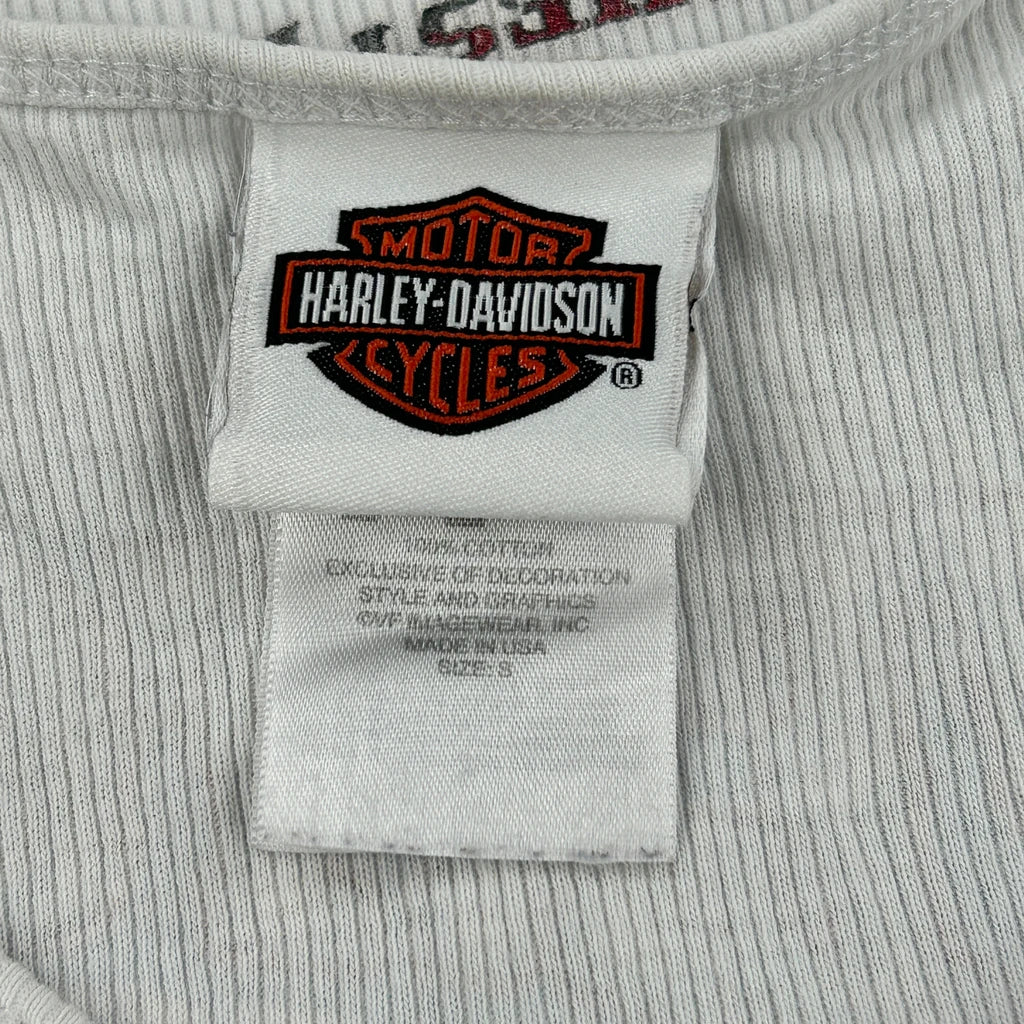 MOTOR
HARLEY-DAVIDSON
CYCLES
®
100% COTTON
EXCLUSIVE OF DECORATION
STYLE AND GRAPHICS
©VF IMAGEWEAR, INC
MADE IN USA
SIZE: S